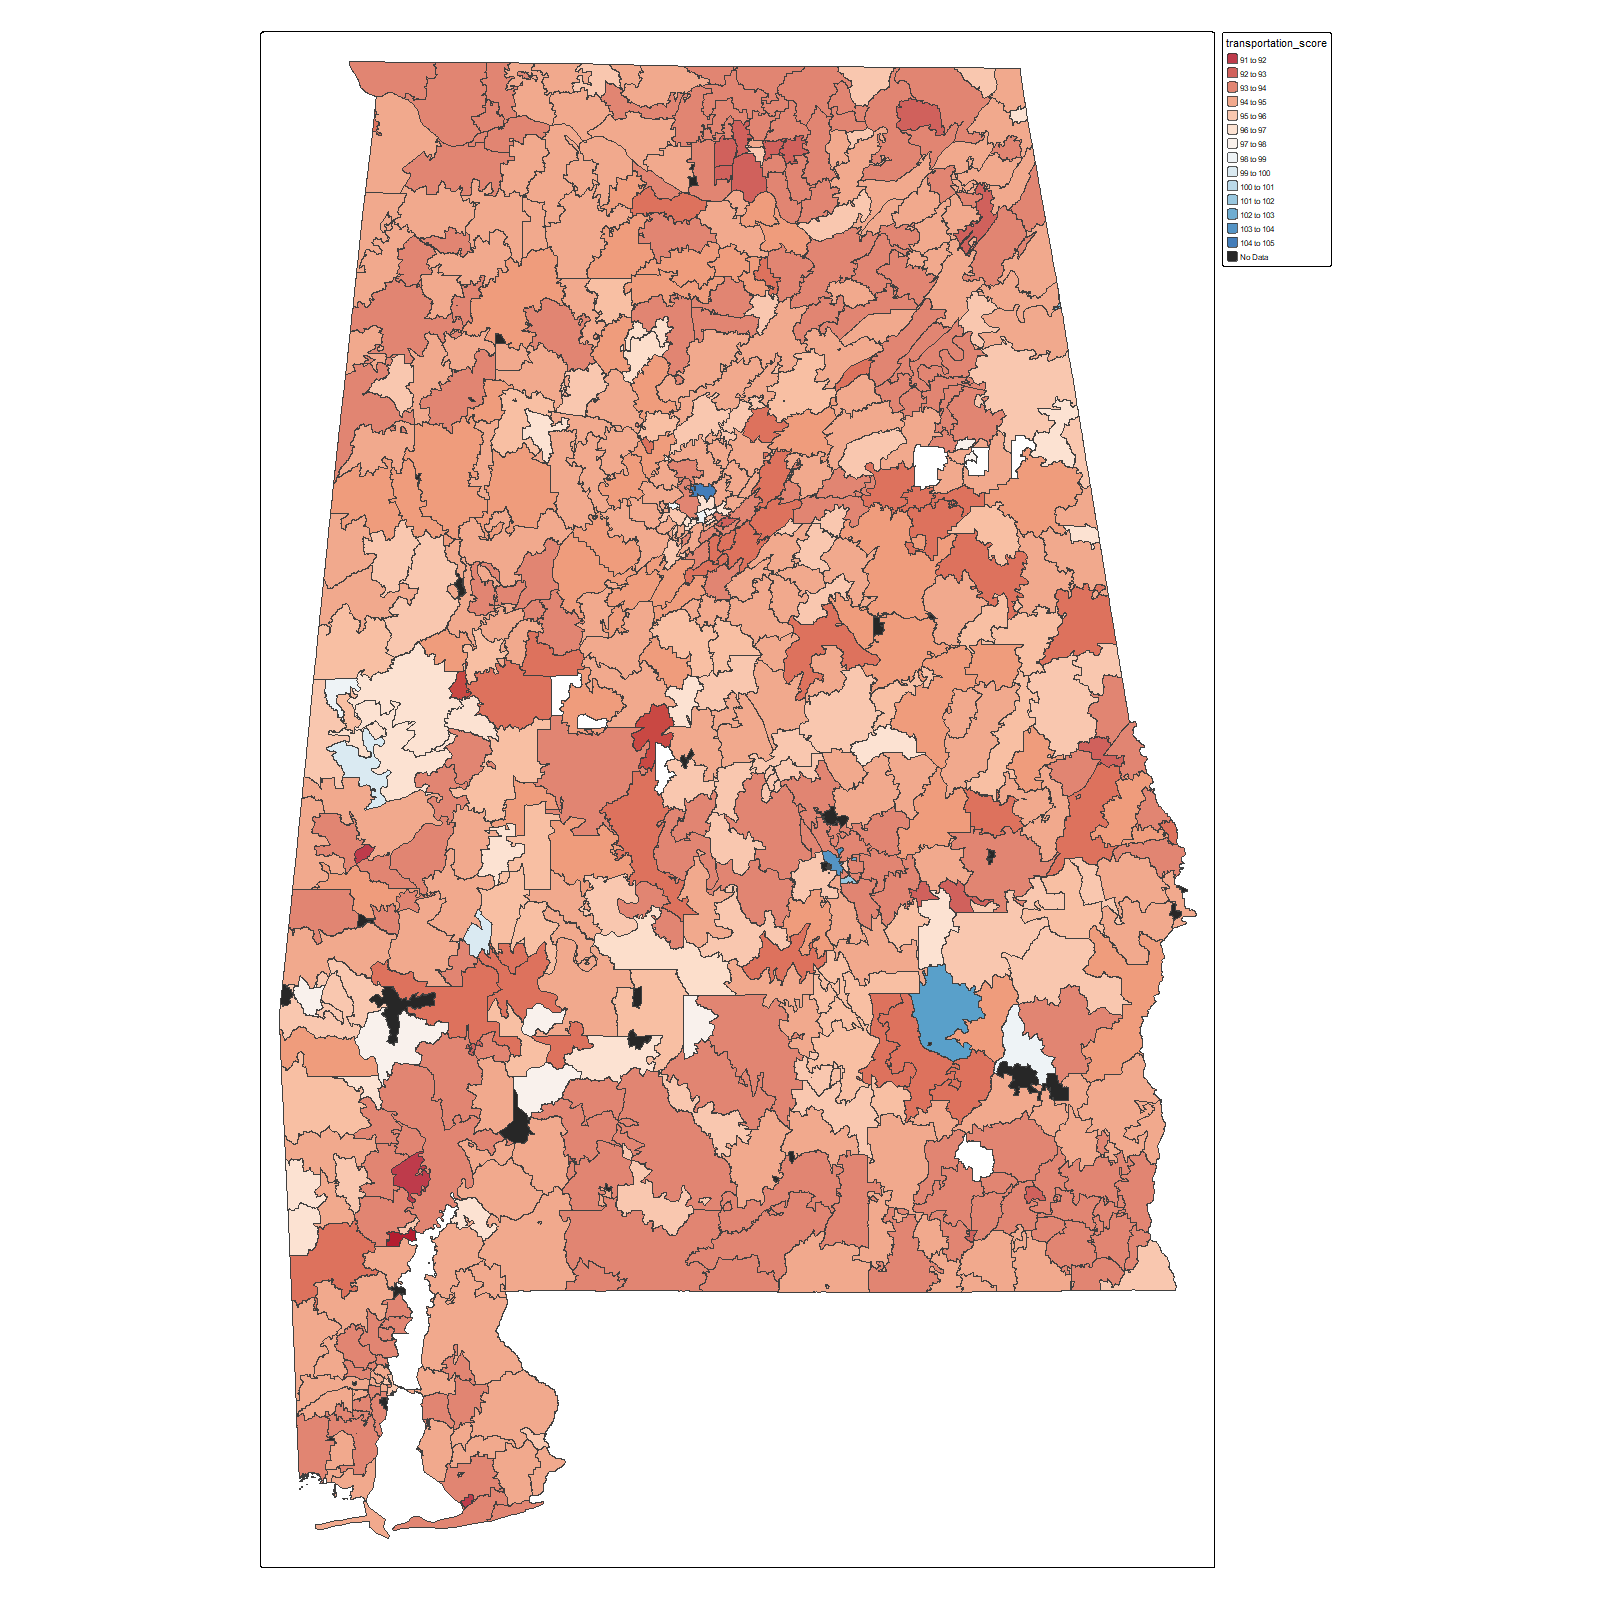 transportation_score
91 to 92
92 to 93
93 to 94
94 to 95
95 to 96
96 to 97
97 to 98
98 to 99
99 to 100
100 to 101
101 to 102
102 to 103
103 to 104
104 to 105
No Data